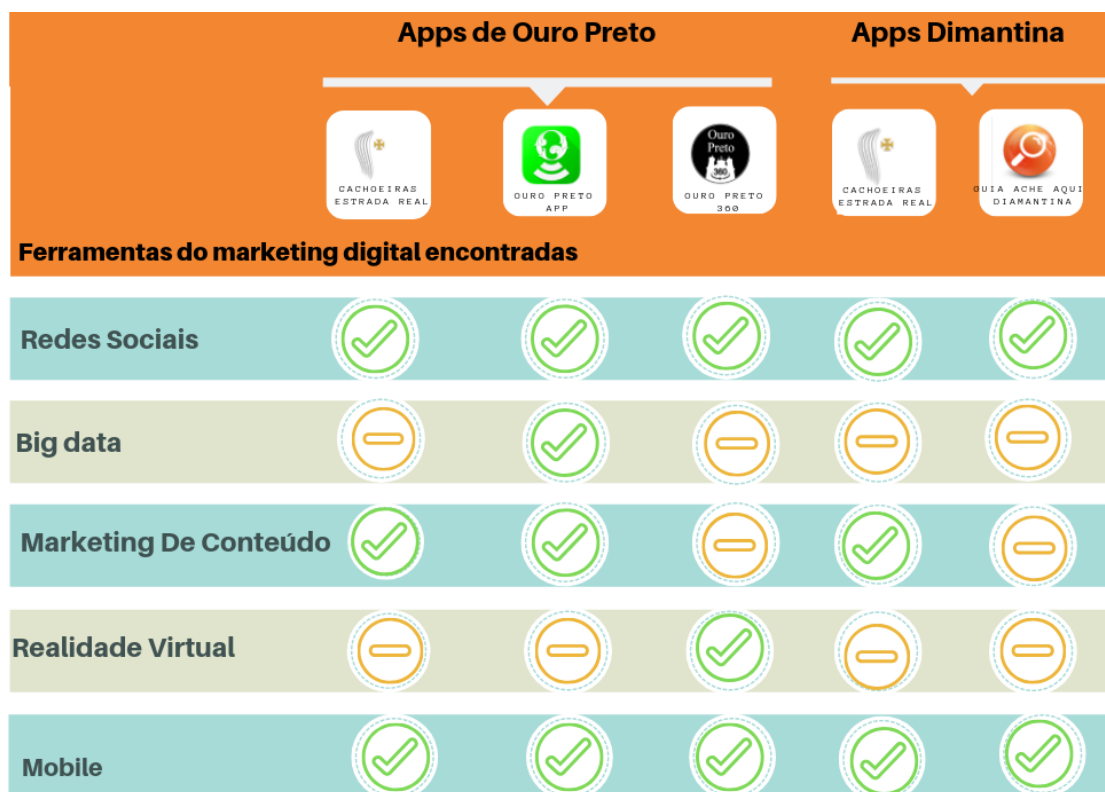 Apps de Ouro Preto
Apps Dimantina
CACHOEIRAS
ESTRADA REAL
OURO PRETO
APP
Ouro
Preto
360
OURO PRETO
360
CACHOEIRAS
ESTRADA REAL
GUIA ACHE AQUI
DIAMANTINA
Ferramentas do marketing digital encontradas
Redes Sociais
Big data
Marketing De Conteúdo
Realidade Virtual
Mobile